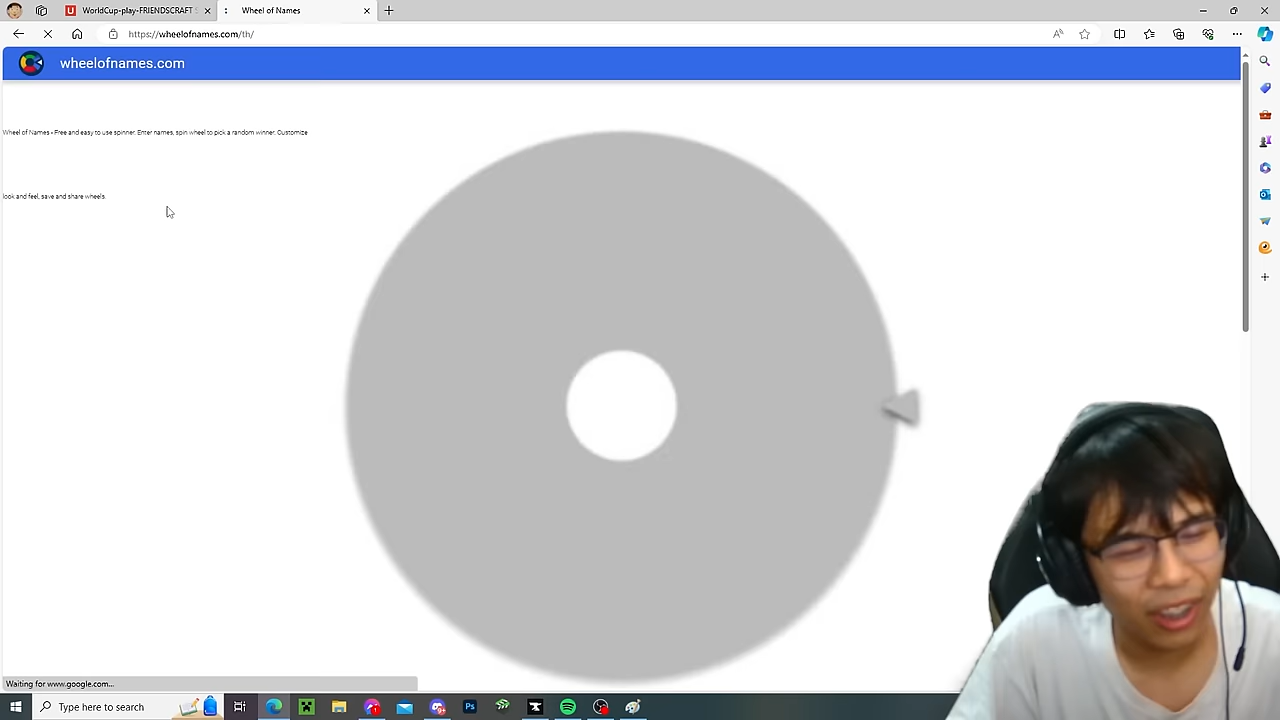 WorldCup-play-FRIENDSCRAFT
Wheel of Names
https://wheelofnames.com/th/
wheelofnames.com
Wheel of Names - Free and easy to use spinner. Enter names, spin wheel to pick a random winner. Customize
look and feel, save and share wheels.
Waiting for www.google.com...
Type here to search